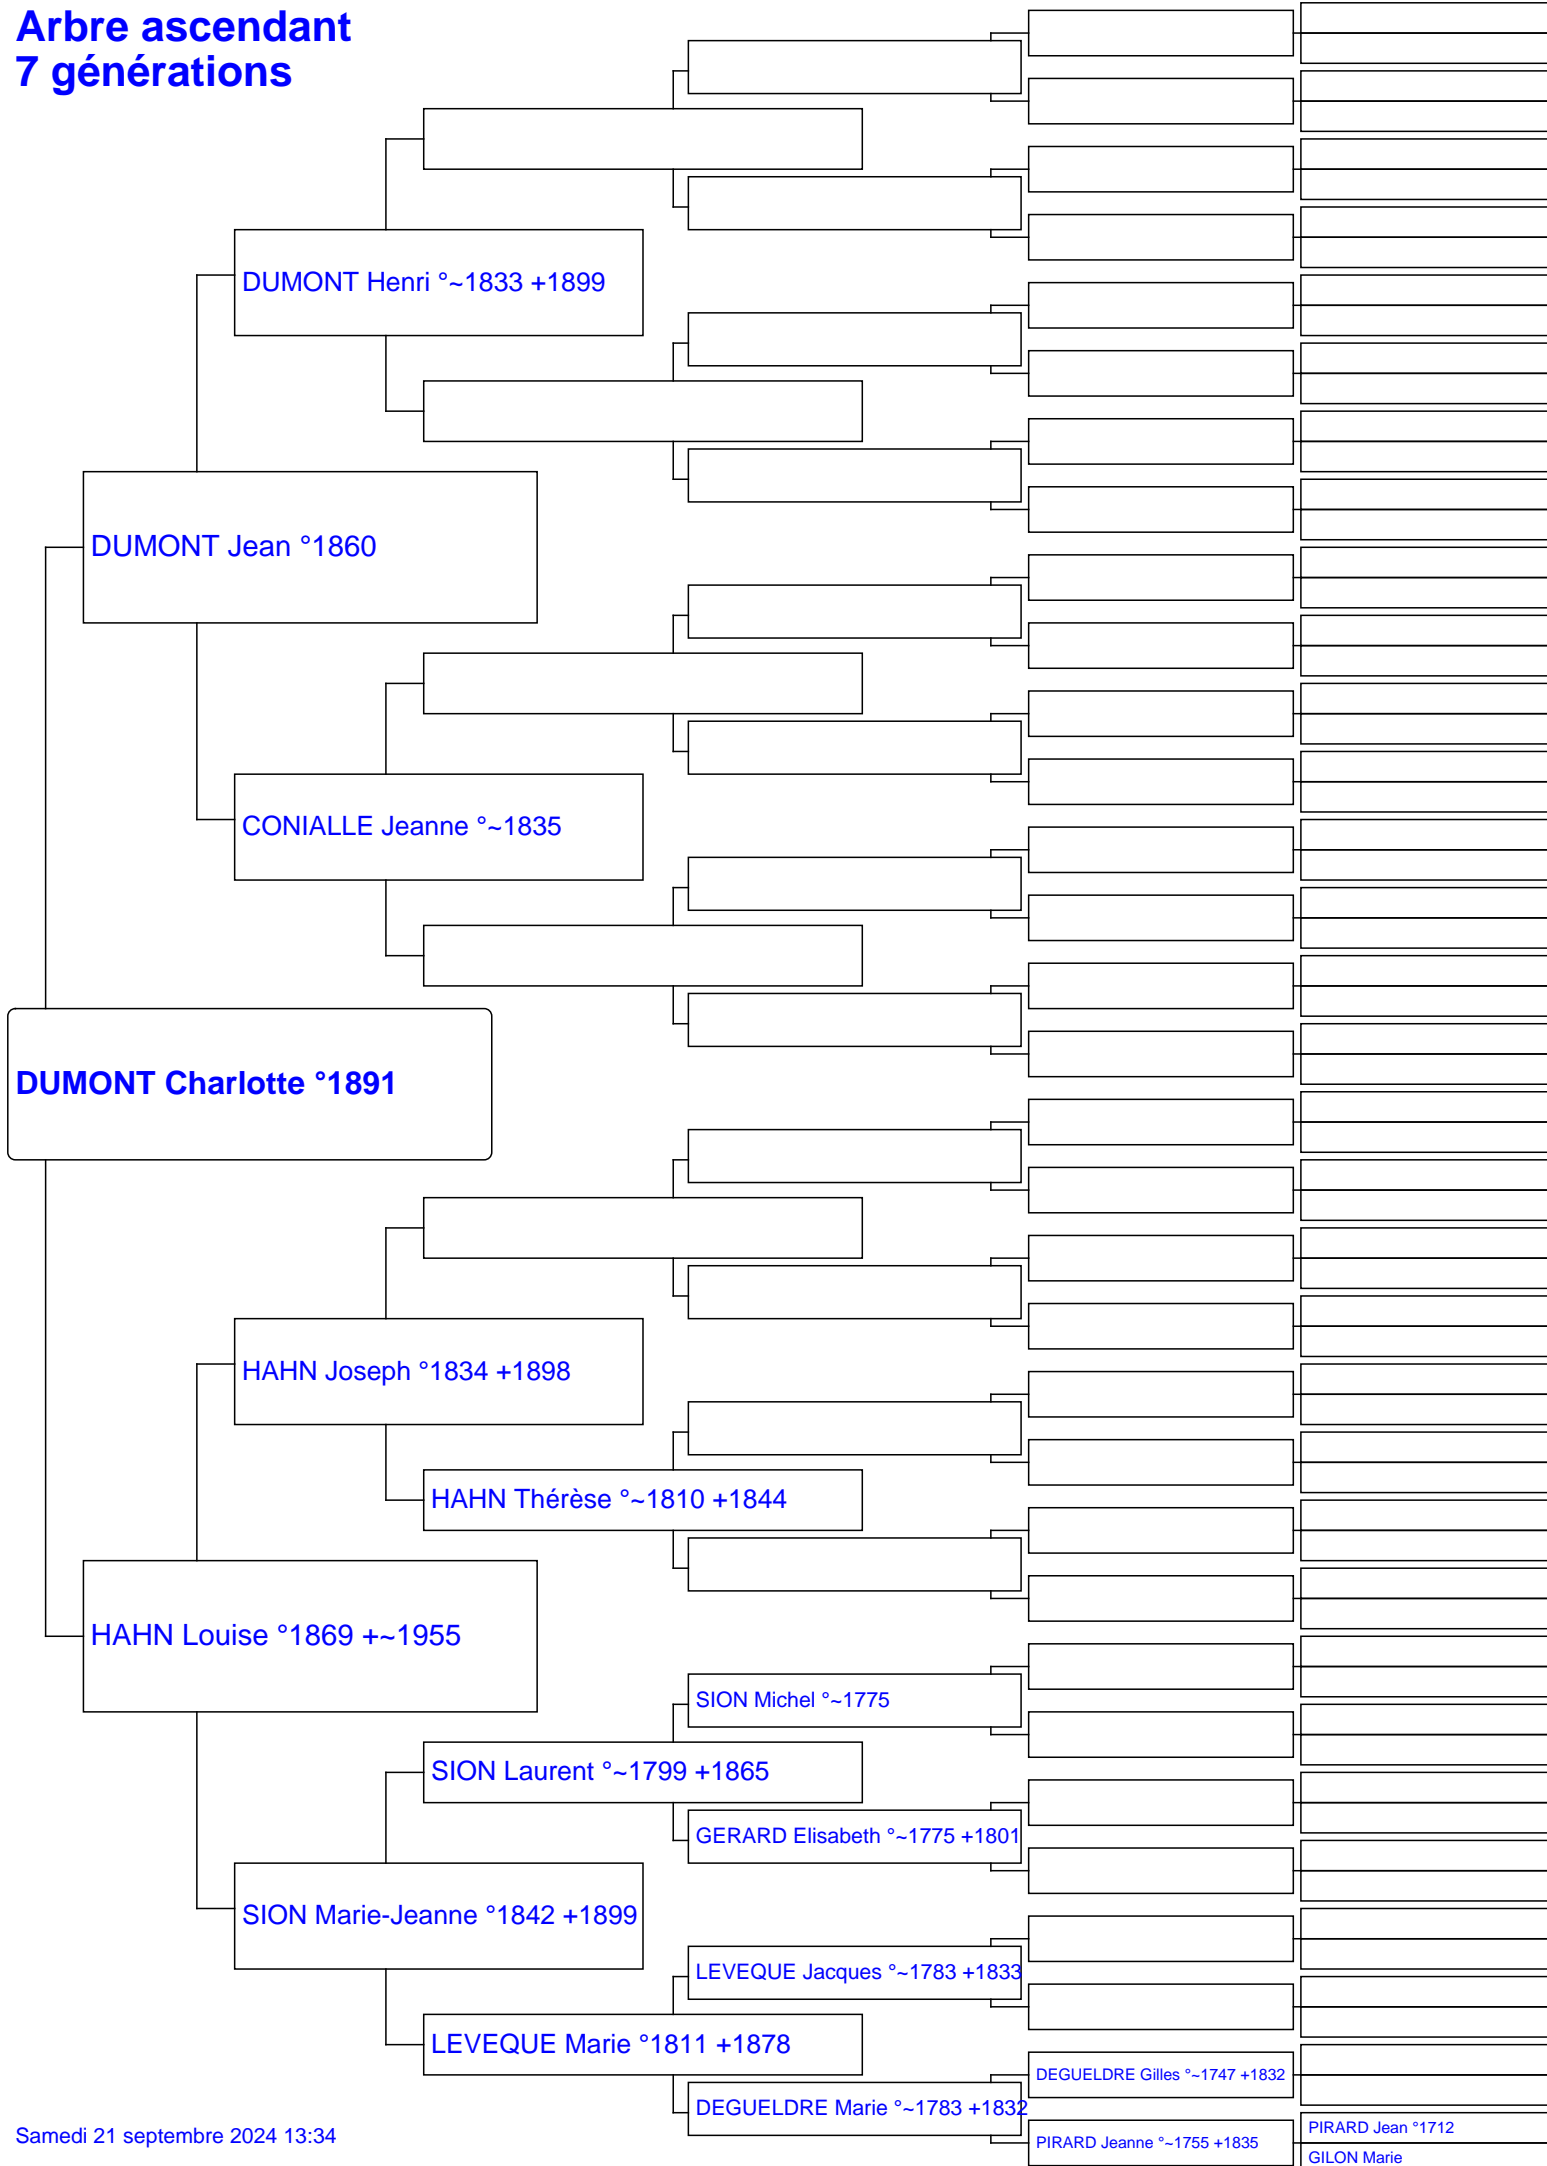 Arbre ascendant
7 générations
DUMONT Henri °~1833 +1899
DUMONT Jean °1860
CONIALLE Jeanne °~1835
DUMONT Charlotte °1891
HAHN Joseph °1834 +1898
HAHN Thérèse °~1810 +1844
HAHN Louise °1869 +~1955
SION Michel °~1775
SION Laurent °~1799 +1865
GERARD Elisabeth °~1775 +1801
SION Marie-Jeanne °1842 +1899
LEVEQUE Jacques °~1783 +1833
LEVEQUE Marie °1811 +1878
DEGUELDRE Gilles °~1747 +1832
DEGUELDRE Marie °~1783 +1832
PIRARD Jean °1712
PIRARD Jeanne °~1755 +1835
GILON Marie
Samedi 21 septembre 2024 13:34